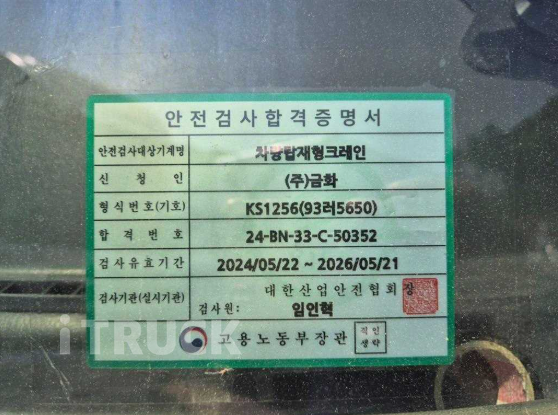 안전검사합격증명서
안전검사대상기계명 차량탑재형크레인
신청인 (주)금화
형식번호(기호) KS1256(93러5650)
합격번호 24-BN-33-C-50352
검사유효기간 2024/05/22 ~ 2026/05/21
검사기관(실시기관) 대한산업안전협회장
검사원: 임인혁
고용노동부장관 직인생략
iTRUCK